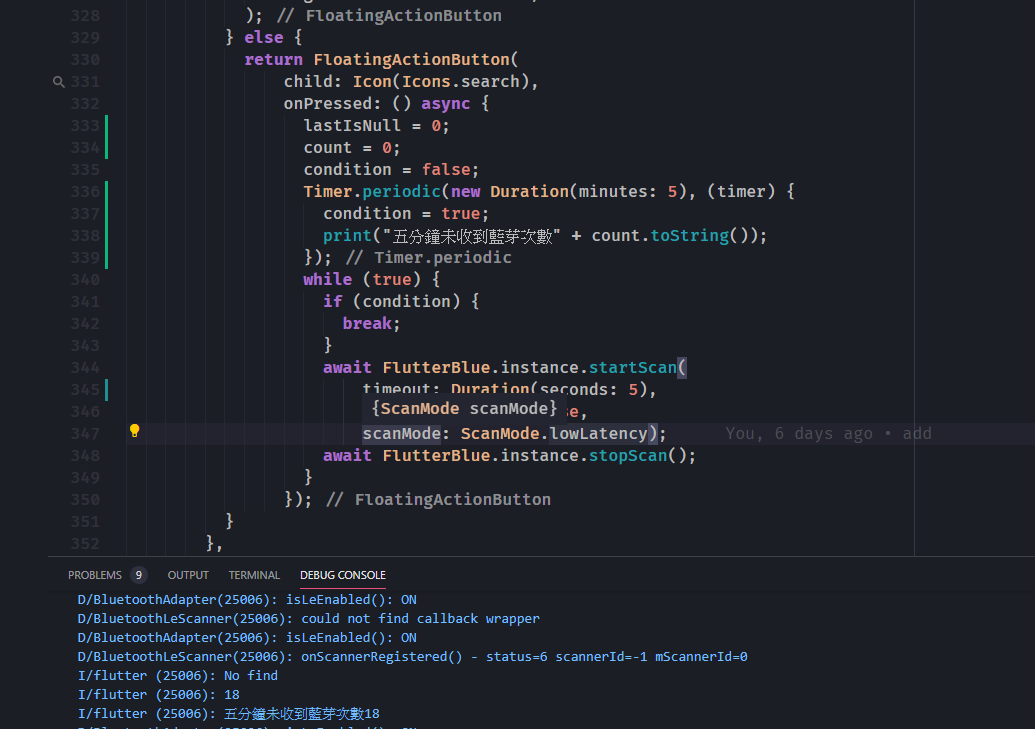 328 ); // FloatingActionButton
329 } else {
330 return FloatingActionButton(
331 child: Icon(Icons.search),
332 onPressed: () async {
333 lastIsNull = 0;
334 count = 0;
335 condition = false;
336 Timer.periodic(new Duration(minutes: 5), (timer) {
337 condition = true;
338 print("五分鐘未收到藍芽次數" + count.toString());
339 }); // Timer.periodic
340 while (true) {
341 if (condition) {
342 break;
343 }
344 await FlutterBlue.instance.startScan(
345 timeout: Duration(seconds: 5),
{ScanMode scanMode}
346 se,
347 scanMode: ScanMode.lowLatency); You, 6 days ago • add
348 await FlutterBlue.instance.stopScan();
349 }
350 }); // FloatingActionButton
351 }
352 },
PROBLEMS 9 OUTPUT TERMINAL DEBUG CONSOLE
D/BluetoothAdapter(25006): isLeEnabled(): ON
D/BluetoothLeScanner(25006): could not find callback wrapper
D/BluetoothAdapter(25006): isLeEnabled(): ON
D/BluetoothLeScanner(25006): onScannerRegistered() - status=6 scannerId=-1 mScannerId=0
I/flutter (25006): No find
I/flutter (25006): 18
I/flutter (25006): 五分鐘未收到藍芽次數18